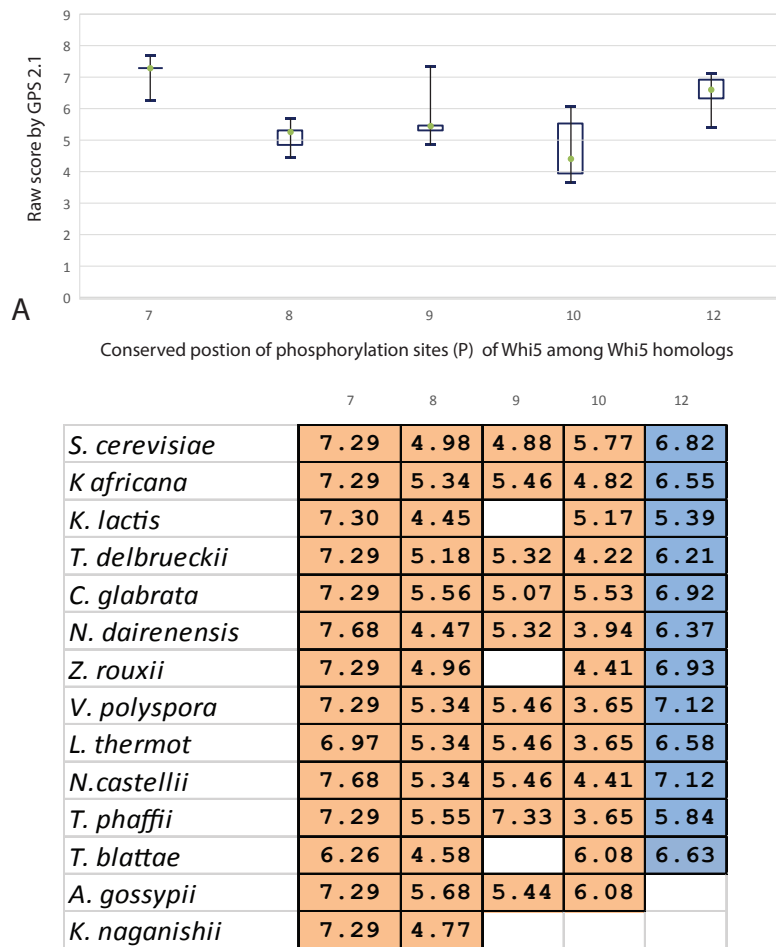 9
8
7
6
5
4
3
2
1
0
Raw score by GPS 2.1
A
7 8 9 10 12
Conserved postion of phosphorylation sites (P) of Whi5 among Whi5 homologs
7 8 9 10 12
S. cerevisiae 7.29 4.98 4.88 5.77 6.82
K africana 7.29 5.34 5.46 4.82 6.55
K. lactis 7.30 4.45 5.17 5.39
T. delbrueckii 7.29 5.18 5.32 4.22 6.21
C. glabrata 7.29 5.56 5.07 5.53 6.92
N. dairenensis 7.68 4.47 5.32 3.94 6.37
Z. rouxii 7.29 4.96 4.41 6.93
V. polyspora 7.29 5.34 5.46 3.65 7.12
L. thermot 6.97 5.34 5.46 3.65 6.58
N.castellii 7.68 5.34 5.46 4.41 7.12
T. phaffii 7.29 5.55 7.33 3.65 5.84
T. blattae 6.26 4.58 6.08 6.63
A. gossypii 7.29 5.68 5.44 6.08
K. naganishii 7.29 4.77